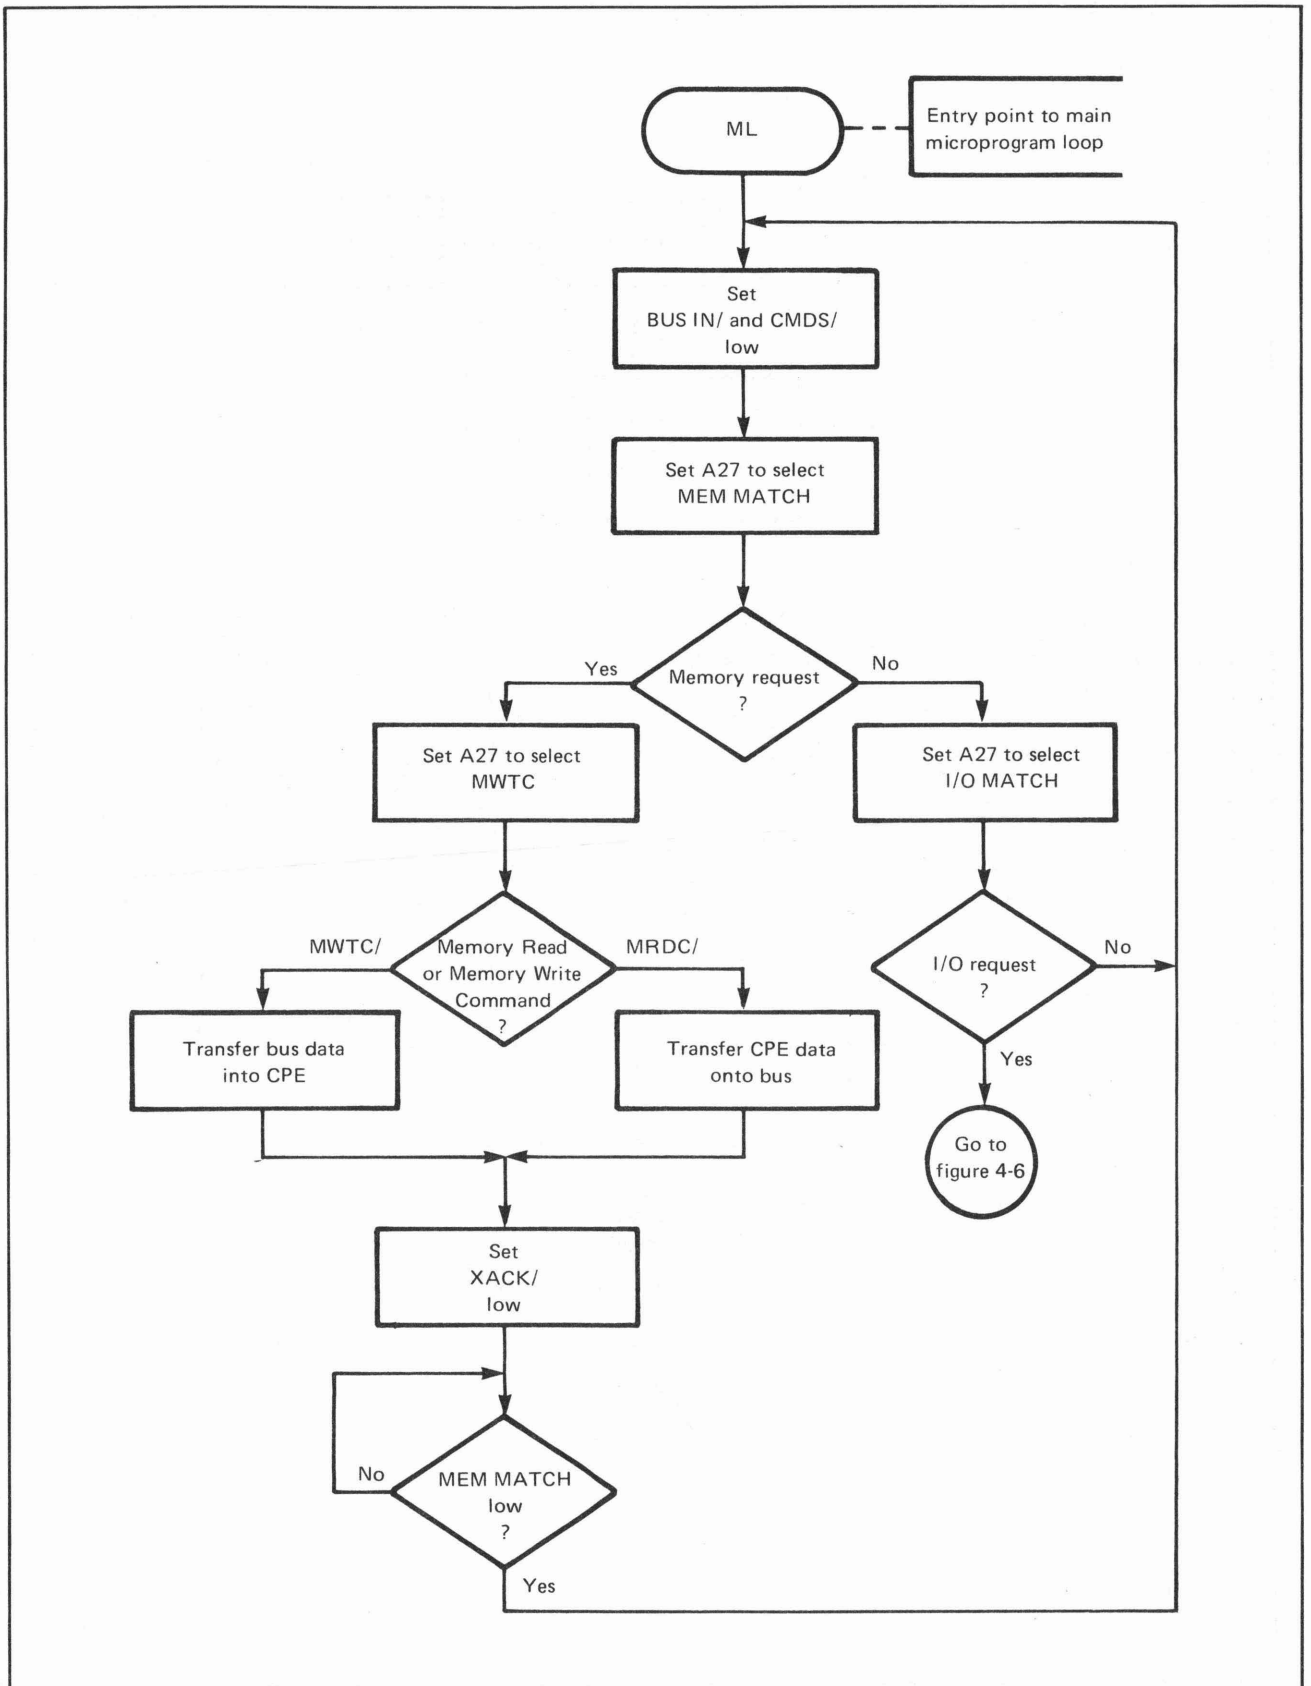 ML
Entry point to main
microprogram loop
Set
BUS IN/ and CMDS/
low
Set A27 to select
MEM MATCH
Memory request
?
Yes
No
Set A27 to select
MWTC
Set A27 to select
I/O MATCH
Memory Read
or Memory Write
Command
?
MWTC/
MRDC/
I/O request
?
No
Yes
Transfer bus data
into CPE
Transfer CPE data
onto bus
Go to
figure 4-6
Set
XACK/
low
MEM MATCH
low
?
No
Yes